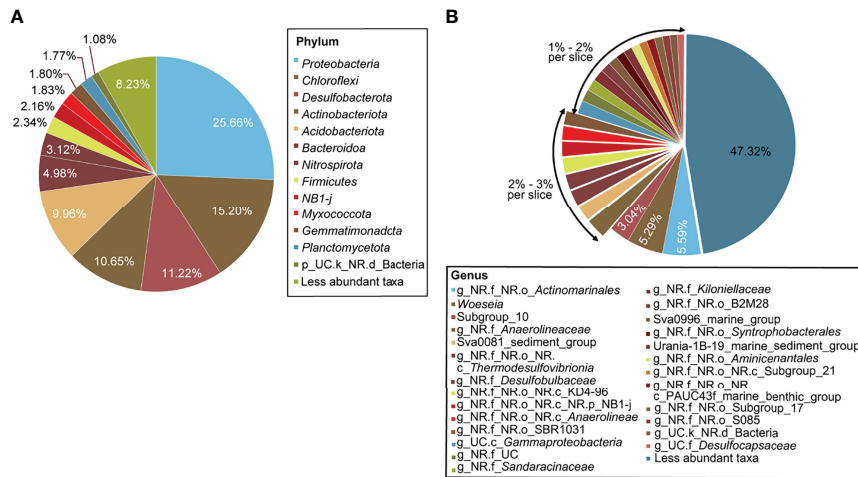 A
1.08%
1.77%
1.80%
1.83%
2.16%
2.34%
3.12%
4.98%
9.96%
10.65%
11.22%
15.20%
25.66%
8.23%
Phylum
Proteobacteria
Chloroflexi
Desulfobacterota
Actinobacteriota
Acidobacteriota
Bacteroidoa
Nitrospirota
Firmicutes
NB1-j
Myxococcota
Gemmatimonadcta
Planctomycetota
p_UC.k_NR.d_Bacteria
Less abundant taxa
B
1% - 2%
per slice
2% - 3%
per slice
47.32%
3.04%
5.29%
5.59%
Genus
g_NR.f_NR.o_Actinomarinales
Woeseia
Subgroup_10
g_NR.f_Anaerolineaceae
Sva0081_sediment_group
g_NR.f_NR.o_NR.
c_Thermodesulfovibrionia
g_NR.f_Desulfobulbaceae
g_NR.f_NR.o_NR.c_KD4-96
g_NR.f_NR.o_NR.c_NR.p_NB1-j
g_NR.f_NR.o_NR.c_Anaerolineae
g_NR.f_NR.o_SBR1031
g_UC.c_Gammaproteobacteria
g_NR.f_UC
g_NR.f_Sandaracinaceae
g_NR.f_Kiloniellaceae
g_NR.f_NR.o_B2M28
Sva0996_marine_group
g_NR.f_NR.o_Syntrophobacterales
Urania-1B-19_marine_sediment_group
g_NR.f_NR.o_Aminicenantales
g_NR.f_NR.o_NR.c_Subgroup_21
g_NR.f_NR.o_NR
c_PAUC43f_marine_benthic_group
g_NR.f_NR.o_Subgroup_17
g_NR.f_NR.o_S085
g_UC.k_NR.d_Bacteria
g_UC.f_Desulfocapsaceae
Less abundant taxa